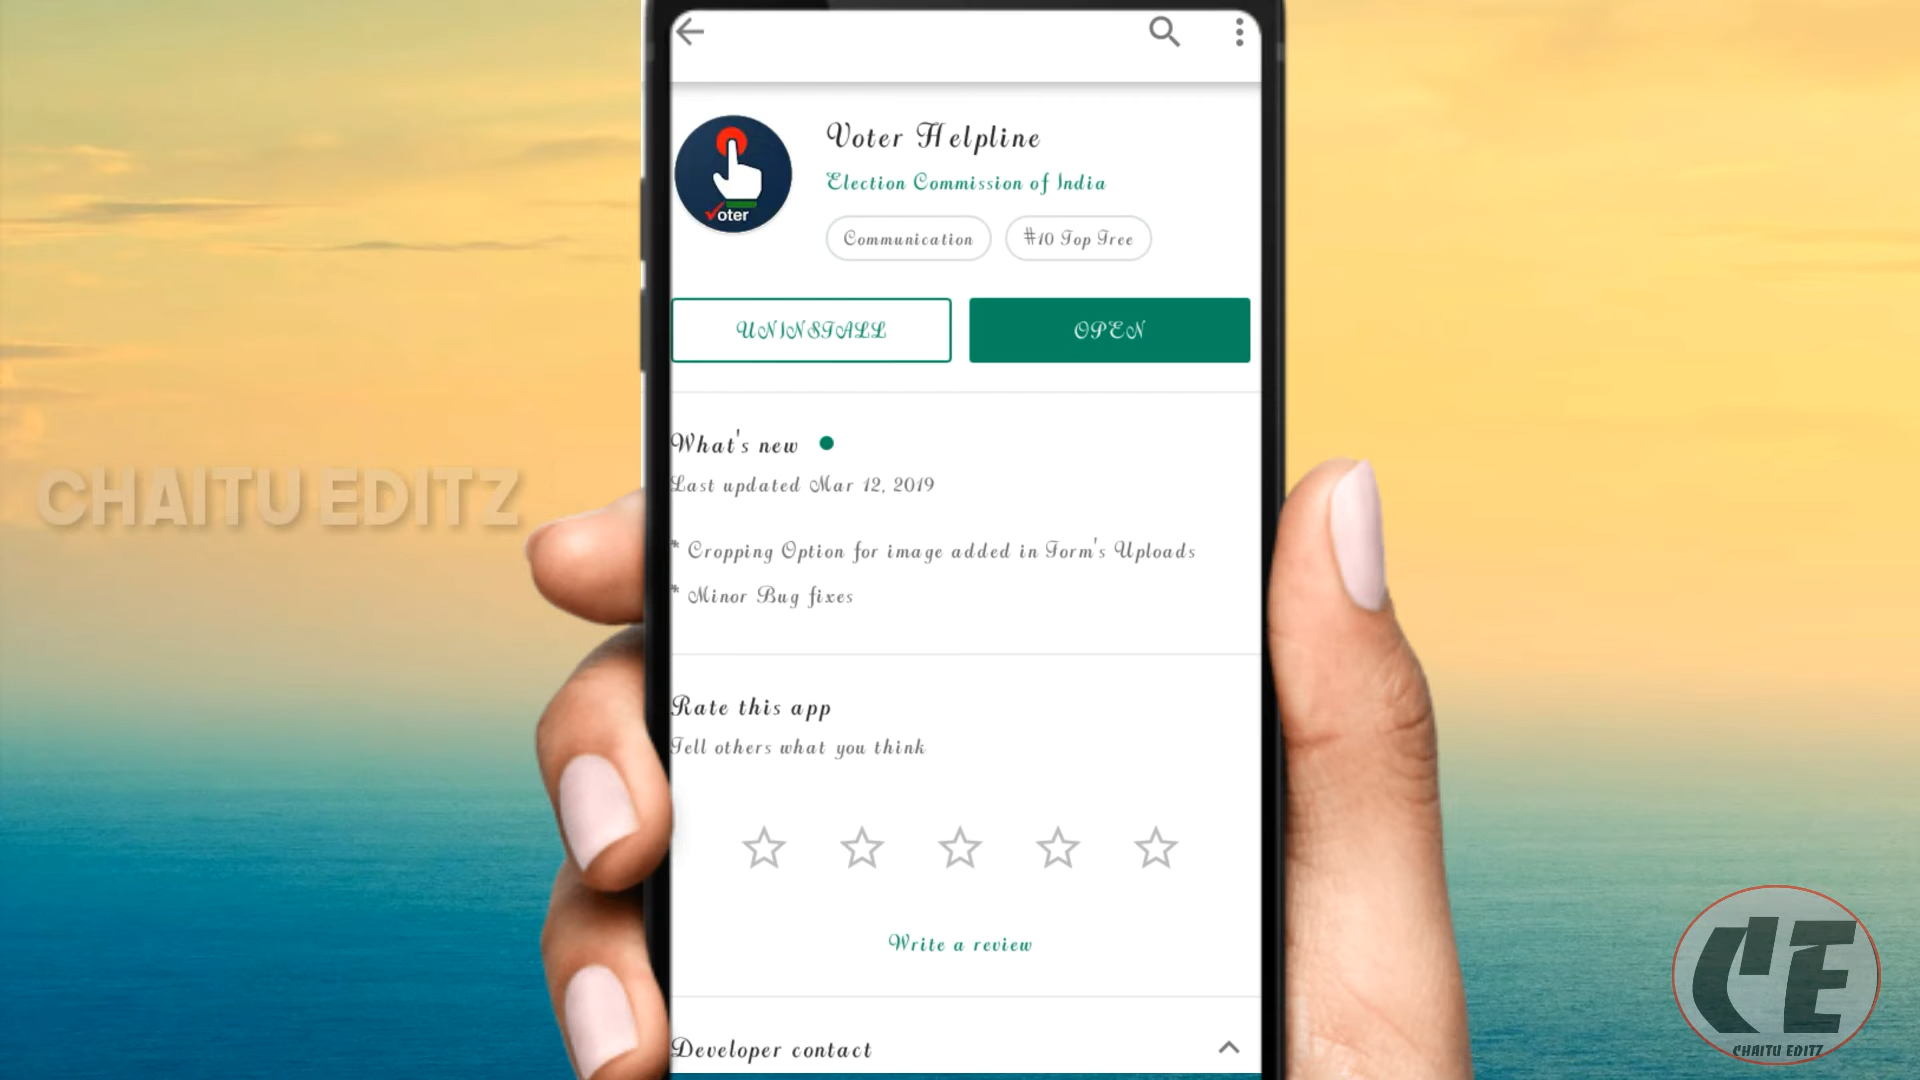 Voter Helpline
Election Commission of India
Communication
#10 Top Free
Voter
UNINSTALL
OPEN
What's new
Last updated Mar 12, 2019
* Cropping Option for image added in Form's Uploads
* Minor Bug fixes
CHAITU EDITZ
Rate this app
Tell others what you think
Write a review
Developer contact
CE
CHAITU EDITZ